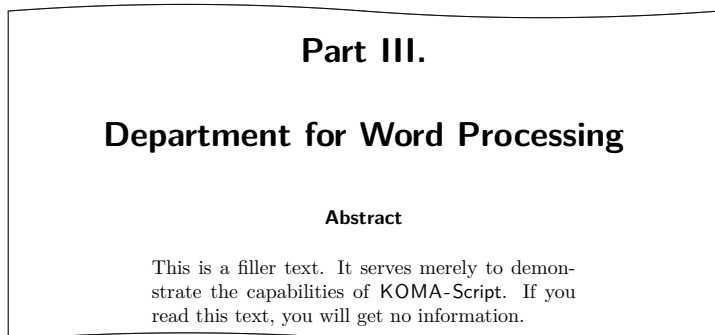 Part III.
Department for Word Processing
Abstract
This is a filler text. It serves merely to demon-
strate the capabilities of KOMA-Script. If you
read this text, you will get no information.